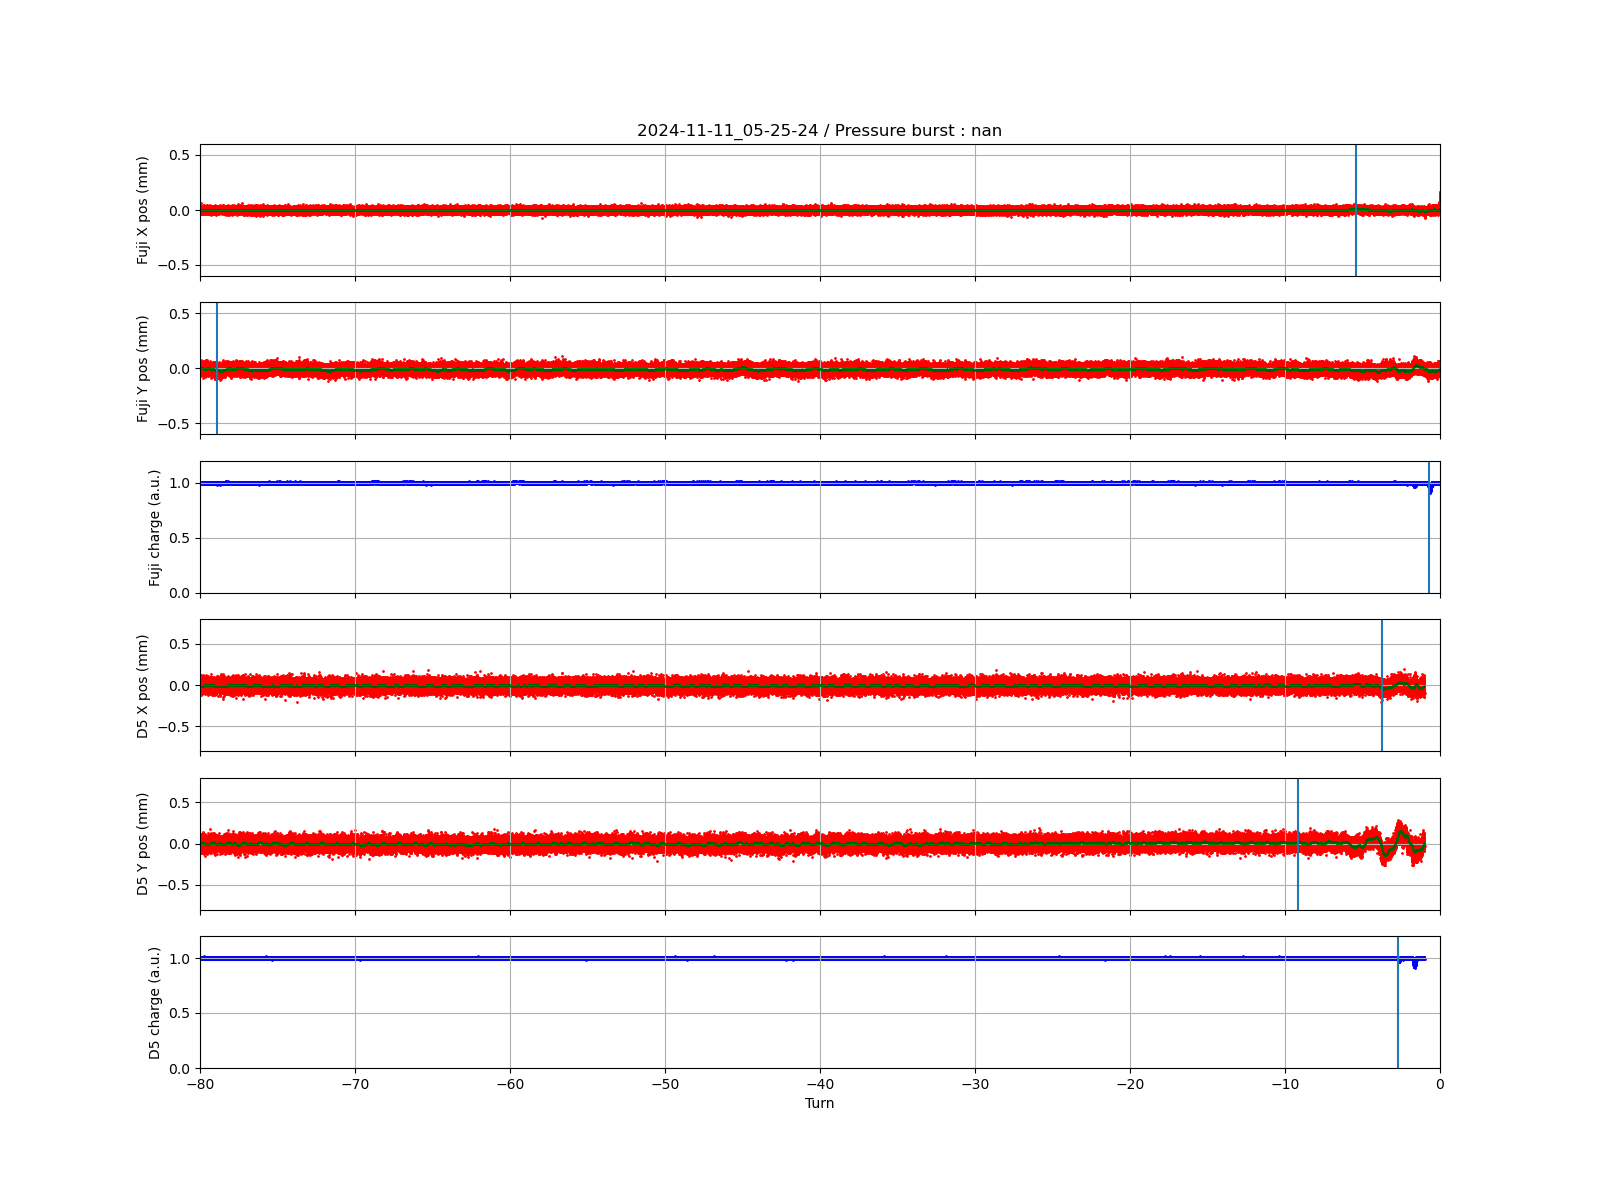 2024-11-11_05-25-24 / Pressure burst : nan
Fuji X pos (mm)
0.5
0.0
−0.5
Fuji Y pos (mm)
0.5
0.0
−0.5
Fuji charge (a.u.)
1.0
0.5
0.0
D5 X pos (mm)
0.5
0.0
−0.5
D5 Y pos (mm)
0.5
0.0
−0.5
D5 charge (a.u.)
1.0
0.5
0.0
−80 −70 −60 −50 −40 −30 −20 −10 0
Turn